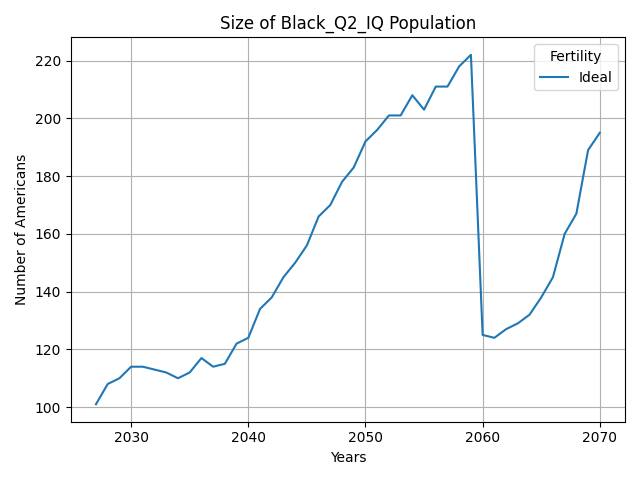 Size of Black_Q2_IQ Population
Fertility
Ideal
Number of Americans
220
200
180
160
140
120
100
2030
2040
2050
2060
2070
Years